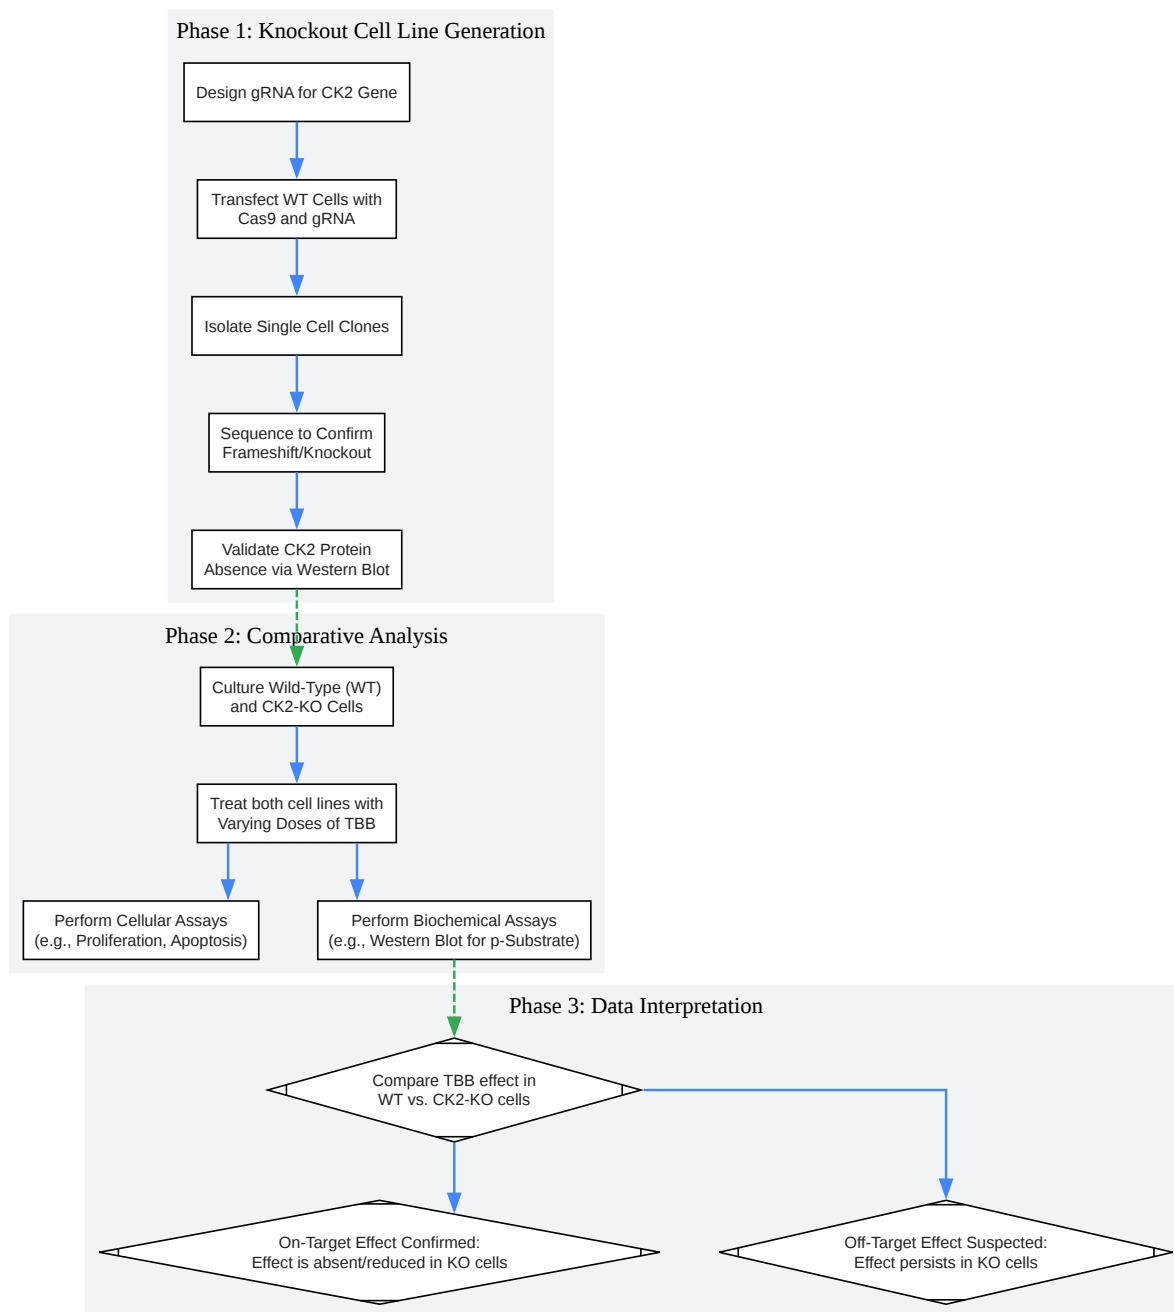 Phase 1: Knockout Cell Line Generation
Design gRNA for CK2 Gene
Transfect WT Cells with
Cas9 and gRNA
Isolate Single Cell Clones
Sequence to Confirm
Frameshift/Knockout
Validate CK2 Protein
Absence via Western Blot
Phase 2: Comparative Analysis
Culture Wild-Type (WT)
and CK2-KO Cells
Treat both cell lines with
Varying Doses of TBB
Perform Cellular Assays
(e.g., Proliferation, Apoptosis)
Perform Biochemical Assays
(e.g., Western Blot for p-Substrate)
Phase 3: Data Interpretation
Compare TBB effect in
WT vs. CK2-KO cells
On-Target Effect Confirmed:
Effect is absent/reduced in KO cells
Off-Target Effect Suspected:
Effect persists in KO cells